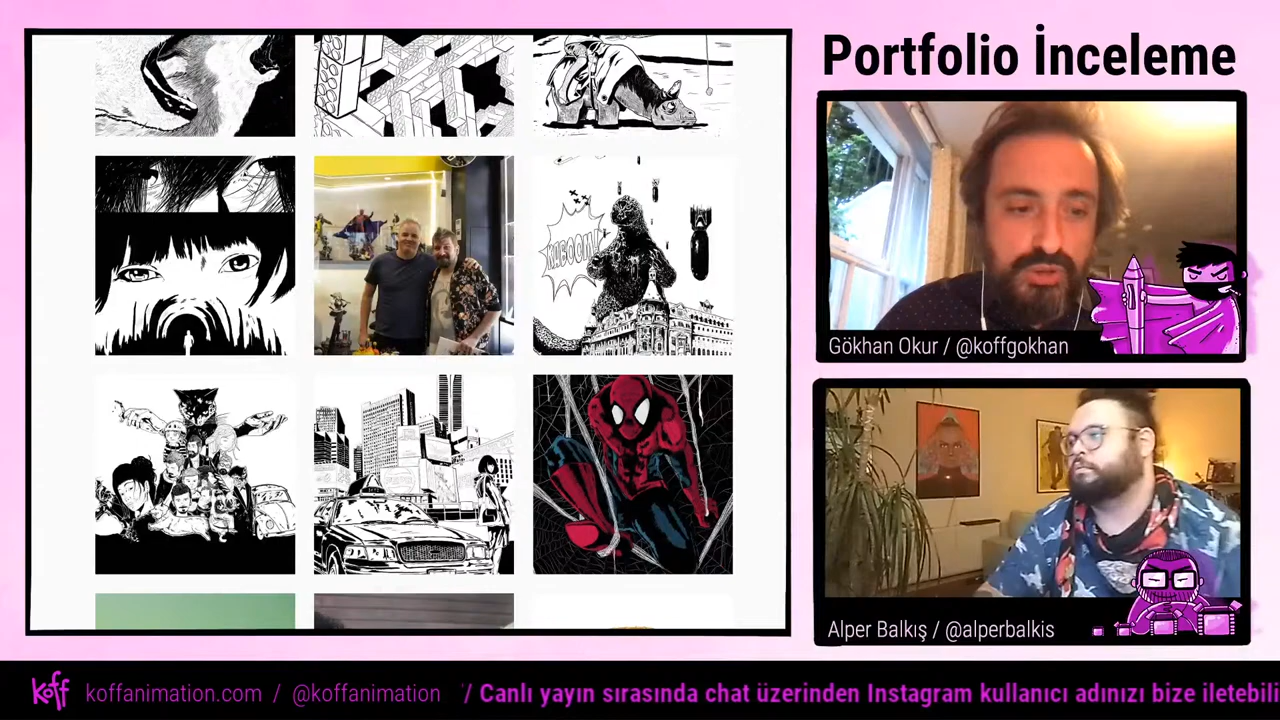 Portfolio İnceleme
KABOOM
Gökhan Okur / @koffgokhan
Alper Balkış / @alperbalkis
Koff koffanimation.com / @koffanimation / Canlı yayın sırasında chat üzerinden Instagram kullanıcı adınızı bize iletebili